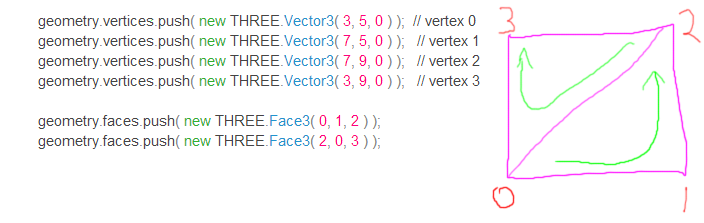 geometry.vertices.push( new THREE.Vector3( 3, 5, 0 ) ); // vertex 0
geometry.vertices.push( new THREE.Vector3( 7, 5, 0 ) ); // vertex 1
geometry.vertices.push( new THREE.Vector3( 7, 9, 0 ) ); // vertex 2
geometry.vertices.push( new THREE.Vector3( 3, 9, 0 ) ); // vertex 3
geometry.faces.push( new THREE.Face3( 0, 1, 2 ) );
geometry.faces.push( new THREE.Face3( 2, 0, 3 ) );
3 2
0 1